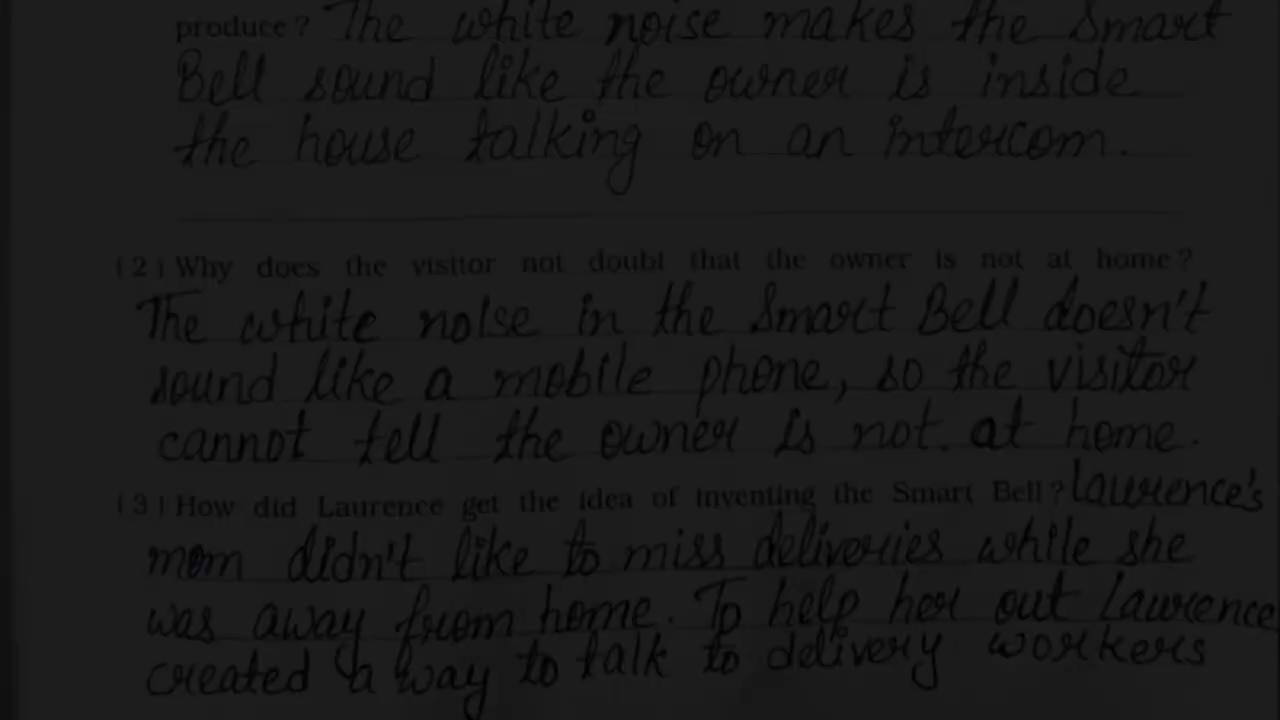 produce? The white noise makes the Smart
Bell sound like the owner is inside
the house talking on an intercom.
(2) Why does the visitor not doubt that the owner is not at home?
The white noise in the Smart Bell doesn't
sound like a mobile phone, so the visitor
cannot tell the owner is not at home.
(3) How did Laurence get the idea of inventing the Smart Bell? Laurence's
mom didn't like to miss deliveries while she
was away from home. To help her out Laurence
created a way to talk to delivery workers